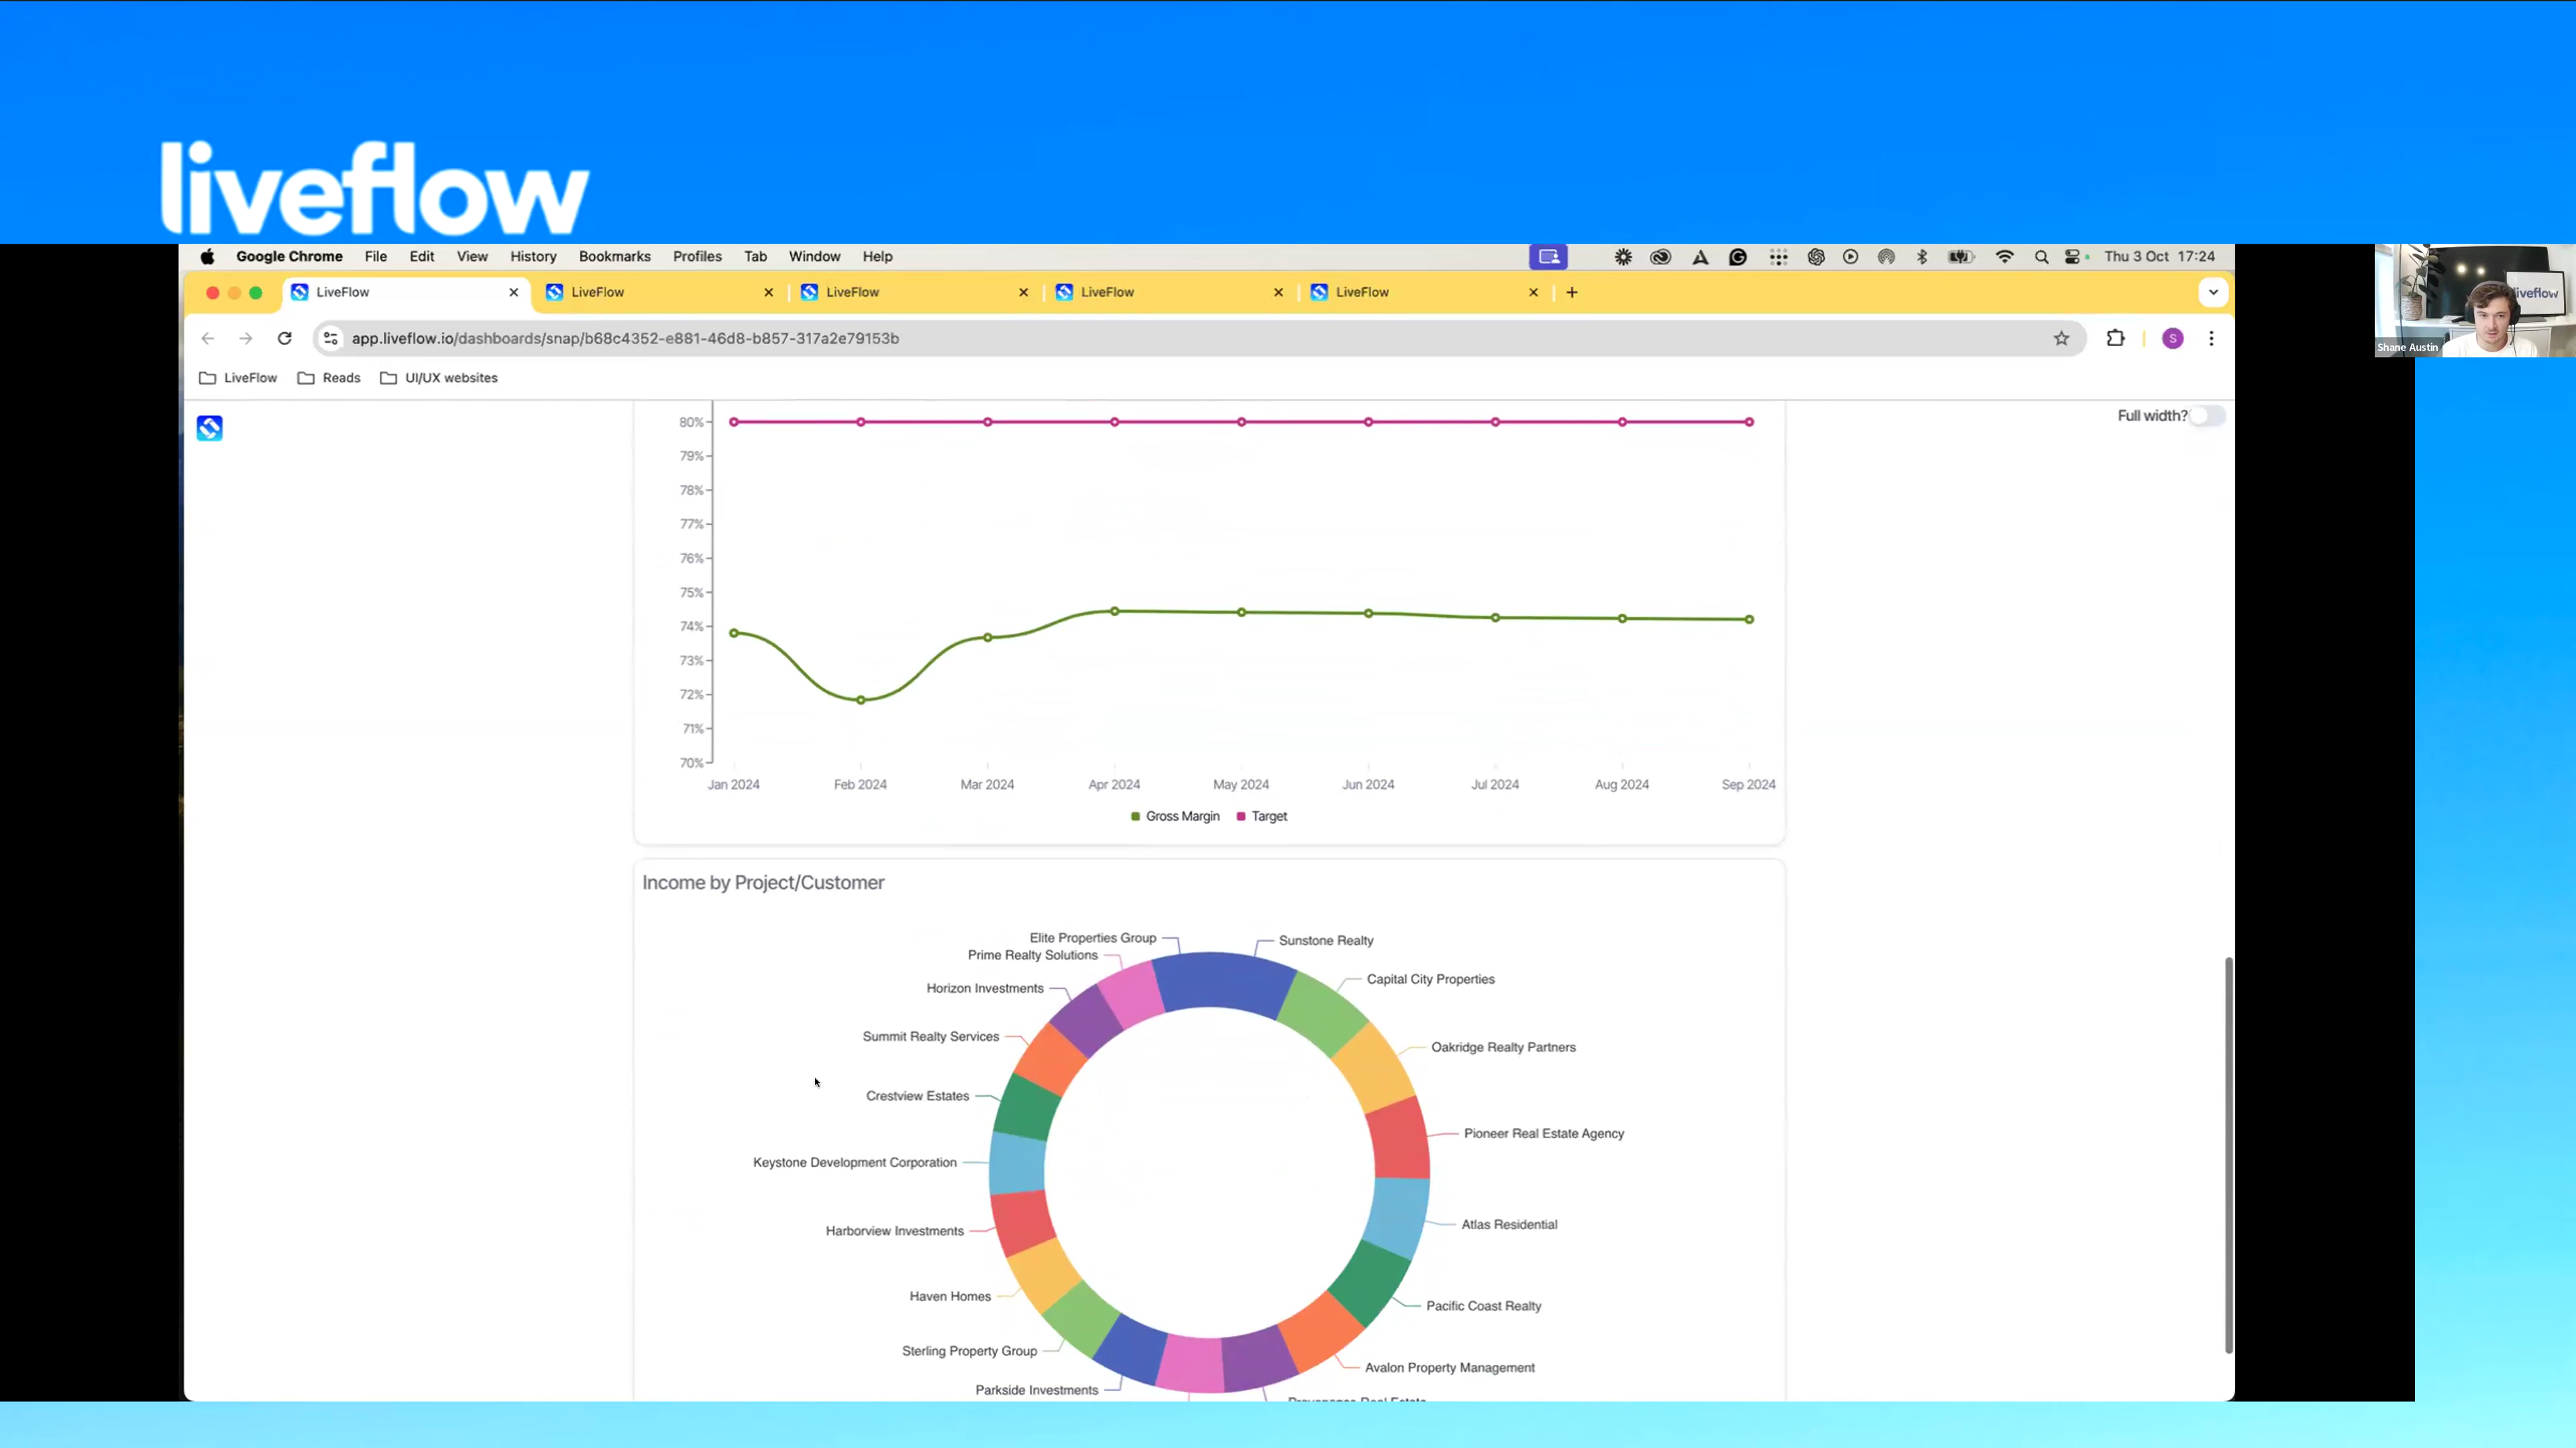 liveflow
Google Chrome File Edit View History Bookmarks Profiles Tab Window Help Thu 3 Oct 17:24
LiveFlow LiveFlow LiveFlow LiveFlow LiveFlow
liveflow
app.liveflow.io/dashboards/snap/b68c4352-e881-46d8-b857-317a2e79153b
S
Shane Austin
LiveFlow Reads UI/UX websites
Full width?
80%
79%
78%
77%
76%
75%
74%
73%
72%
71%
70%
Jan 2024 Feb 2024 Mar 2024 Apr 2024 May 2024 Jun 2024 Jul 2024 Aug 2024 Sep 2024
Gross Margin Target
Income by Project/Customer
Elite Properties Group
Sunstone Realty
Prime Realty Solutions
Capital City Properties
Horizon Investments
Summit Realty Services
Oakridge Realty Partners
Crestview Estates
Pioneer Real Estate Agency
Keystone Development Corporation
Atlas Residential
Harborview Investments
Haven Homes
Pacific Coast Realty
Sterling Property Group
Avalon Property Management
Parkside Investments